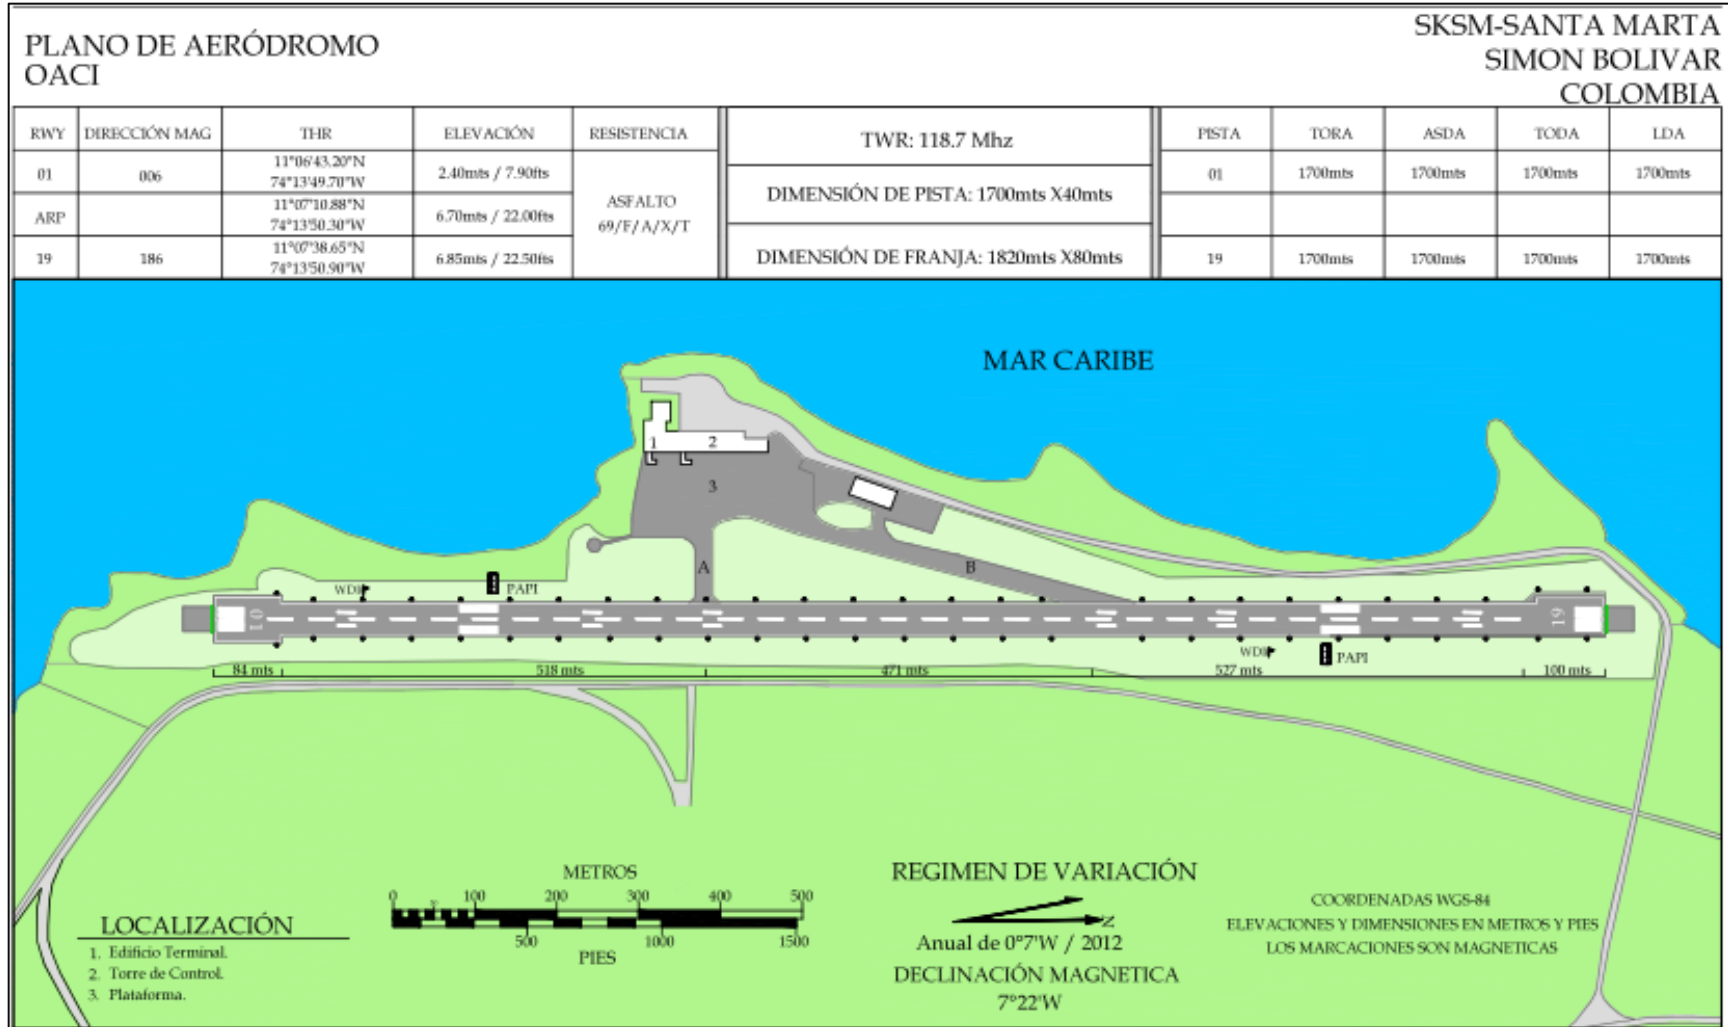 PLANO DE AERÓDROMO
OACI
SKSM-SANTA MARTA
SIMON BOLIVAR
COLOMBIA
RWY DIRECCIÓN MAG THR ELEVACIÓN RESISTENCIA
01 006 11°06'43.20"N 74°13'49.70"W 2.40mts / 7.90fts
ARP 11°07'10.88"N 74°13'50.30"W 6.70mts / 22.00fts
19 186 11°07'38.65"N 74°13'50.90"W 6.85mts / 22.50fts
ASFALTO
69/F/A/X/T
TWR: 118.7 Mhz
DIMENSIÓN DE PISTA: 1700mts X40mts
DIMENSIÓN DE FRANJA: 1820mts X80mts
PISTA TORA ASDA TODA LDA
01 1700mts 1700mts 1700mts 1700mts
19 1700mts 1700mts 1700mts 1700mts
MAR CARIBE
1 2
3
A B
WDI PAPI
01 19
WDI PAPI
84 mts 518 mts 471 mts 527 mts 100 mts
LOCALIZACIÓN
1. Edificio Terminal.
2. Torre de Control.
3. Plataforma.
METROS
0 100 200 300 400 500
500 1000 1500
PIES
REGIMEN DE VARIACIÓN
Z
Anual de 0°7'W / 2012
DECLINACIÓN MAGNETICA
7°22'W
COORDENADAS WGS-84
ELEVACIONES Y DIMENSIONES EN METROS Y PIES
LOS MARCACIONES SON MAGNETICAS